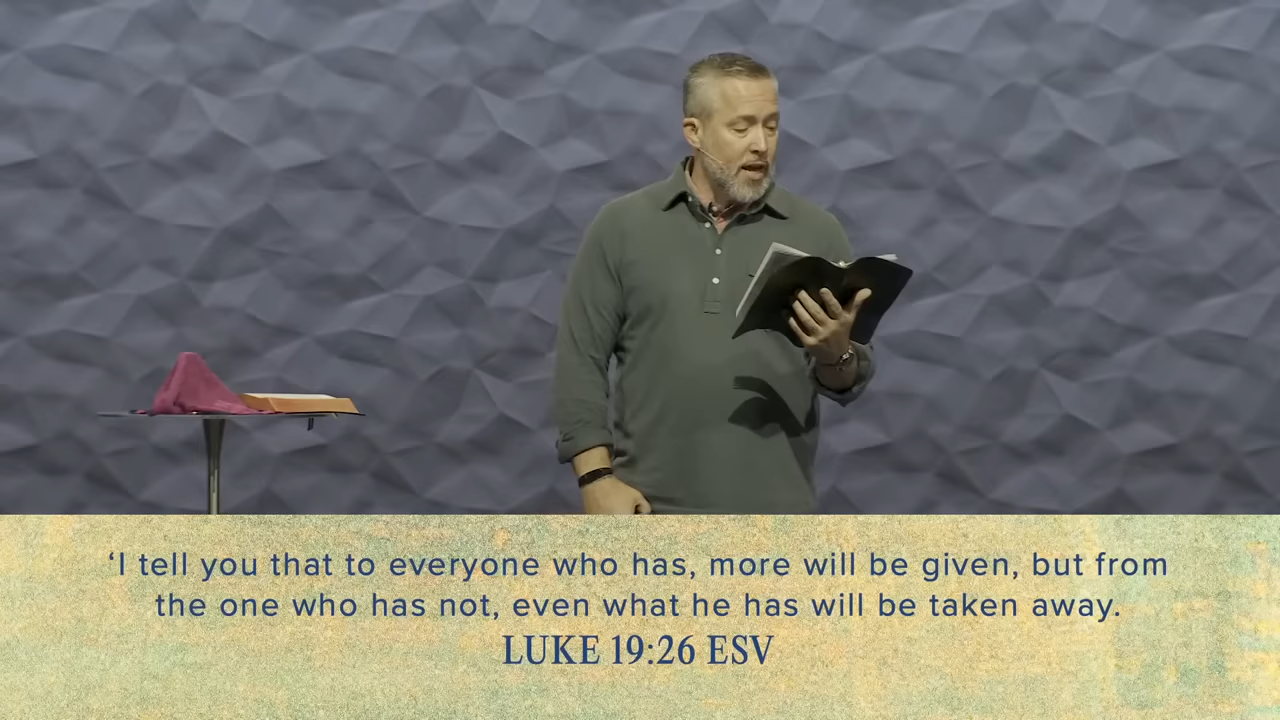 ‘I tell you that to everyone who has, more will be given, but from
the one who has not, even what he has will be taken away.
LUKE 19:26 ESV